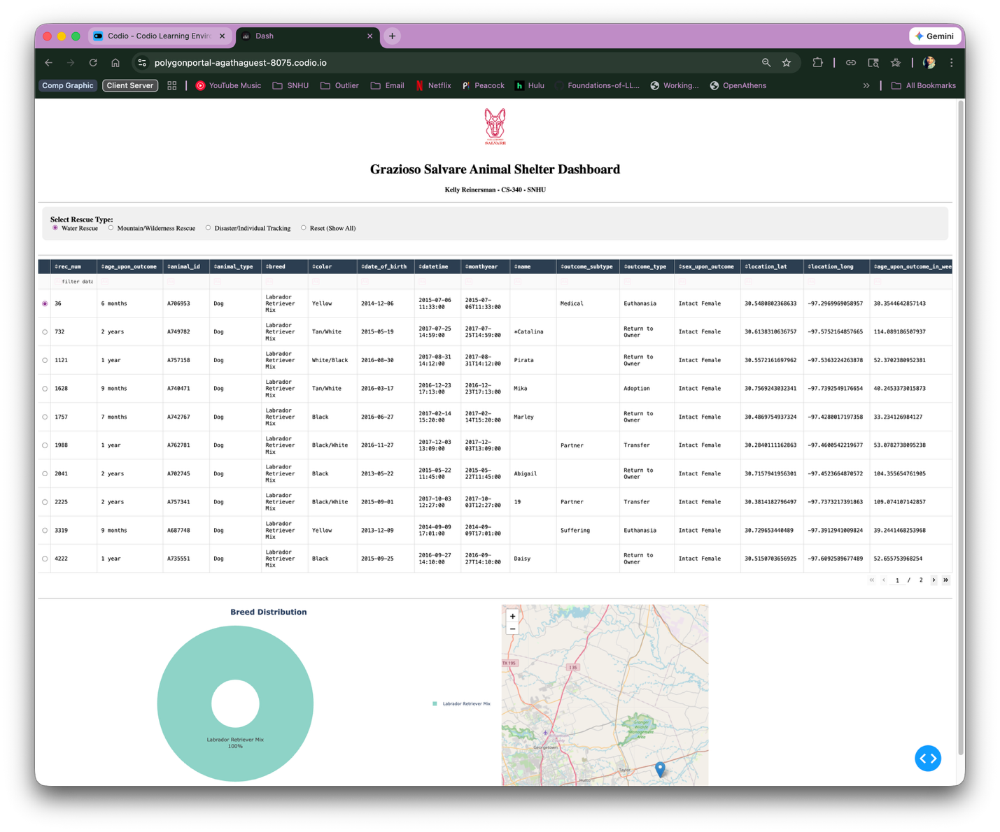 Codio - Codio Learning Enviro
Dash
Gemini
polygonportal-agathaguest-8075.codio.io
Comp Graphic
Client Server
YouTube Music
SNHU
Outlier
Email
Netflix
Peacock
Hulu
Foundations-of-LL...
Working...
OpenAthens
All Bookmarks
SALVARE
Grazioso Salvare Animal Shelter Dashboard
Kelly Reinersman - CS-340 - SNHU
Select Rescue Type:
Water Rescue Mountain/Wilderness Rescue Disaster/Individual Tracking Reset (Show All)
rec_num age_upon_outcome animal_id animal_type breed color date_of_birth datetime monthyear name outcome_subtype outcome_type sex_upon_outcome location_lat location_long age_upon_outcome_in_wee
filter data
36 6 months A706953 Dog Labrador Retriever Mix Yellow 2014-12-06 2015-07-06 11:33:00 2015-07-06T11:33:00 Medical Euthanasia Intact Female 30.5480802368633 -97.2969969058957 30.3544642857143
732 2 years A749782 Dog Labrador Retriever Mix Tan/White 2015-05-19 2017-07-25 14:59:00 2017-07-25T14:59:00 *Catalina Return to Owner Intact Female 30.6138310636757 -97.5752164857665 114.089186507937
1121 1 year A757158 Dog Labrador Retriever Mix White/Black 2016-08-30 2017-08-31 14:12:00 2017-08-31T14:12:00 Pirata Return to Owner Intact Female 30.5572161697962 -97.5363224263878 52.3702380952381
1628 9 months A740471 Dog Labrador Retriever Mix Tan/White 2016-03-17 2016-12-23 17:13:00 2016-12-23T17:13:00 Mika Adoption Intact Female 30.7569243032341 -97.7392549176654 40.2453373015873
1757 7 months A742767 Dog Labrador Retriever Mix Black 2016-06-27 2017-02-14 15:20:00 2017-02-14T15:20:00 Marley Return to Owner Intact Female 30.4869754937324 -97.4280017197358 33.234126984127
1988 1 year A762781 Dog Labrador Retriever Mix Black/White 2016-11-27 2017-12-03 13:09:00 2017-12-03T13:09:00 Partner Transfer Intact Female 30.2840111162863 -97.4600542219677 53.0782738095238
2041 2 years A702745 Dog Labrador Retriever Mix Black 2013-05-22 2015-05-22 11:45:00 2015-05-22T11:45:00 Abigail Return to Owner Intact Female 30.7157941956301 -97.4523664870572 104.355654761905
2225 2 years A757341 Dog Labrador Retriever Mix Black/White 2015-09-01 2017-10-03 12:27:00 2017-10-03T12:27:00 19 Partner Transfer Intact Female 30.3814182796497 -97.7373217391863 109.074107142857
3319 9 months A687748 Dog Labrador Retriever Mix Yellow 2013-12-09 2014-09-09 17:01:00 2014-09-09T17:01:00 Suffering Euthanasia Intact Female 30.729653440489 -97.3912941009824 39.2441468253968
4222 1 year A735551 Dog Labrador Retriever Mix Black 2015-09-25 2016-09-27 14:10:00 2016-09-27T14:10:00 Daisy Return to Owner Intact Female 30.5150703656925 -97.6092589677489 52.655753968254
1 / 2
Breed Distribution
Labrador Retriever Mix
100%
Labrador Retriever Mix
+
−
TX 195
I 35
Granger
Wildlife
Management
Area
Georgetown
Taylor
Hutto